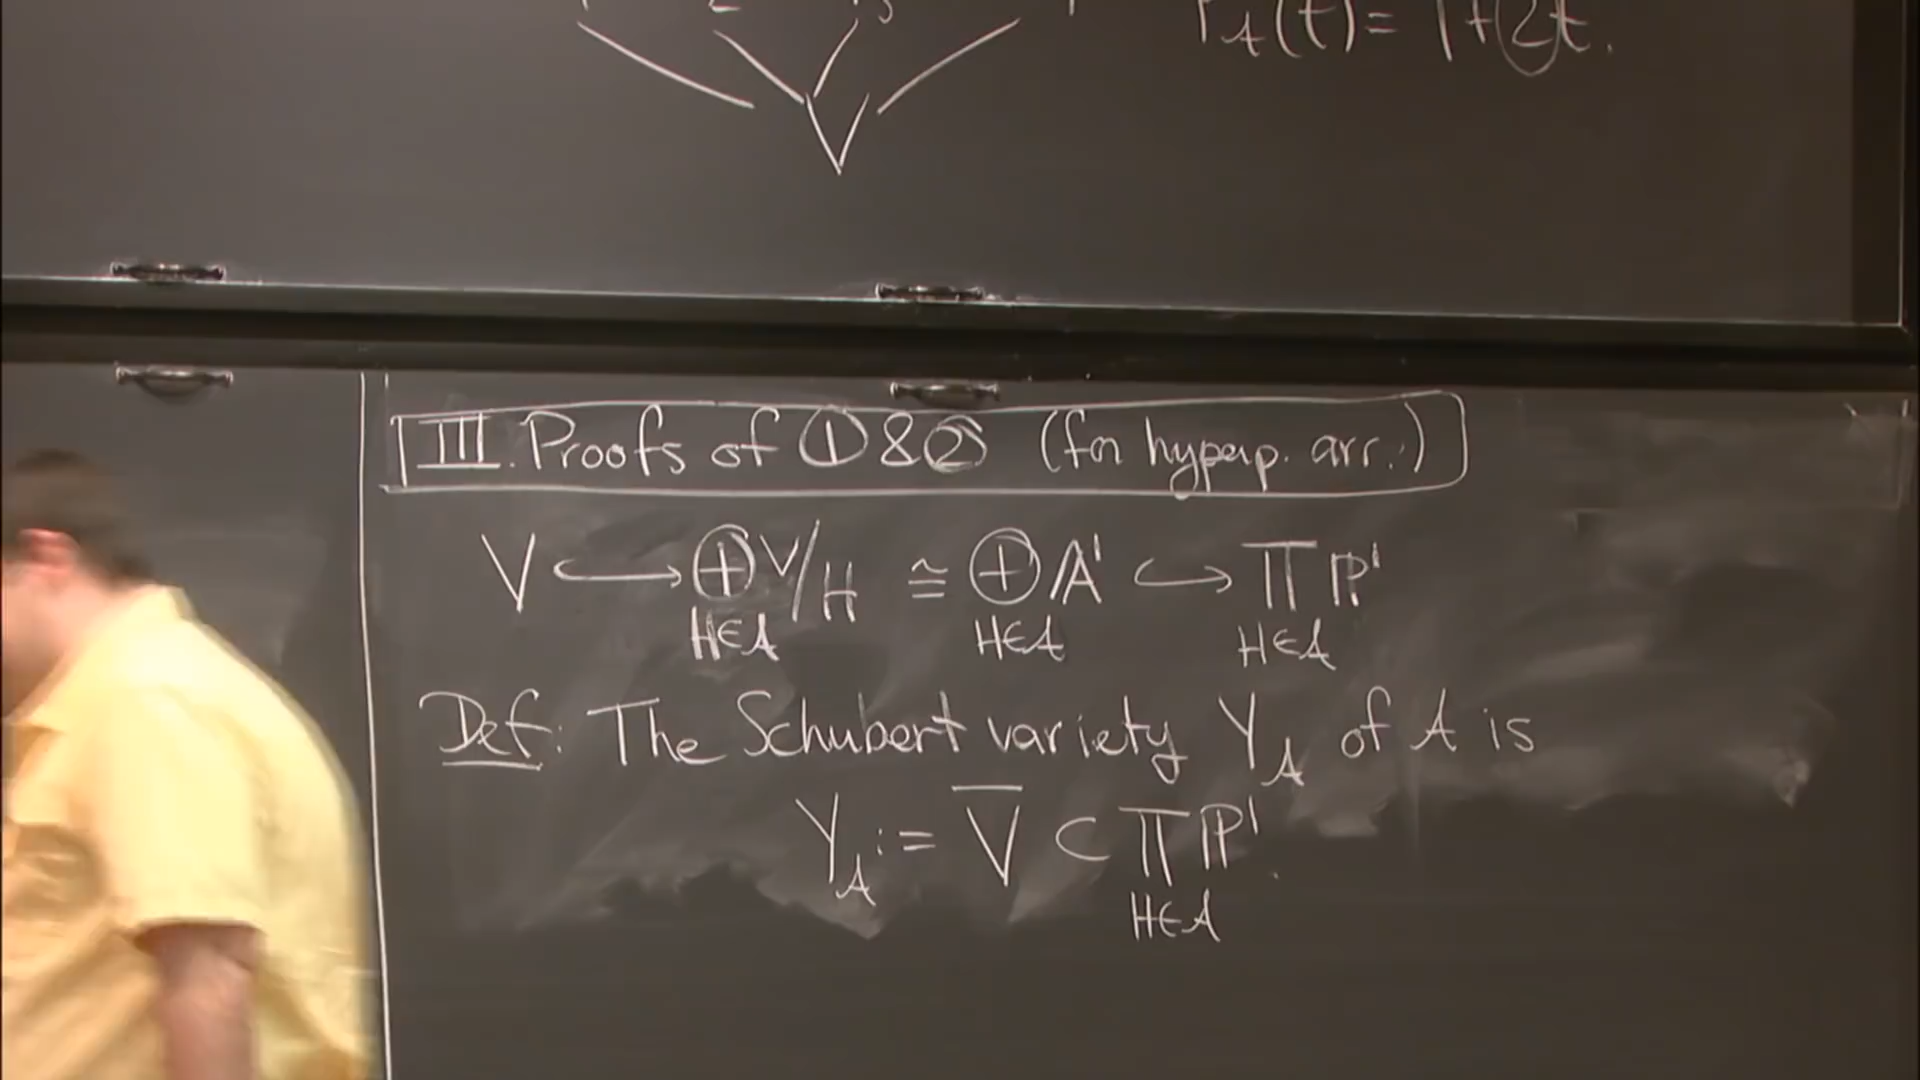 V
P_A(t) = 1+2t.
III. Proofs of ① & ② (for hyperp. arr.)
V ↪ ⊕ V/H ≅ ⊕ A¹ ↪ ∏ ℙ¹
H∈A H∈A H∈A
Def: The Schubert variety Y_A of A is
Y_A := V̅ ⊂ ∏ ℙ¹.
H∈A